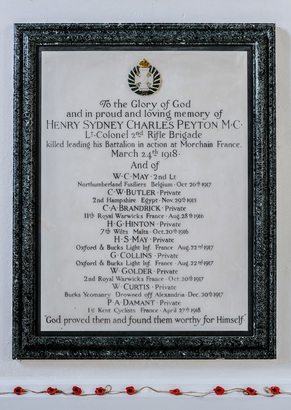 To the Glory of God
and in proud and loving memory of
HENRY SYDNEY CHARLES PEYTON M·C·
Lt-Colonel 2nd Rifle Brigade
killed leading his Battalion in action at Morchain France.
March 24th 1918·
And of
W·C·MAY · 2nd Lt
Northumberland Fusiliers Belgium · Oct 26th 1917
C·W·BUTLER · Private
2nd Hampshire Egypt · Nov 29th 1915
C·A·BRANDRICK · Private
11th Royal Warwicks France · Aug. 28th 1916
H·G·HINTON · Private
7th Wilts Malta · Oct. 20th 1916
H·S·MAY · Private
Oxford & Bucks Light Inf. France Aug. 22nd 1917
G·COLLINS · Private
Oxford & Bucks Light Inf. France · Aug. 22nd 1917
W·GOLDER · Private
2nd Royal Warwicks France · Oct 20th 1917
W·CURTIS · Private
Bucks Yeomanry Drowned off Alexandria · Dec. 30th 1917
P·A·DAMANT · Private
1st Kent Cyclists France · April 27th 1918
"God proved them and found them worthy for Himself"